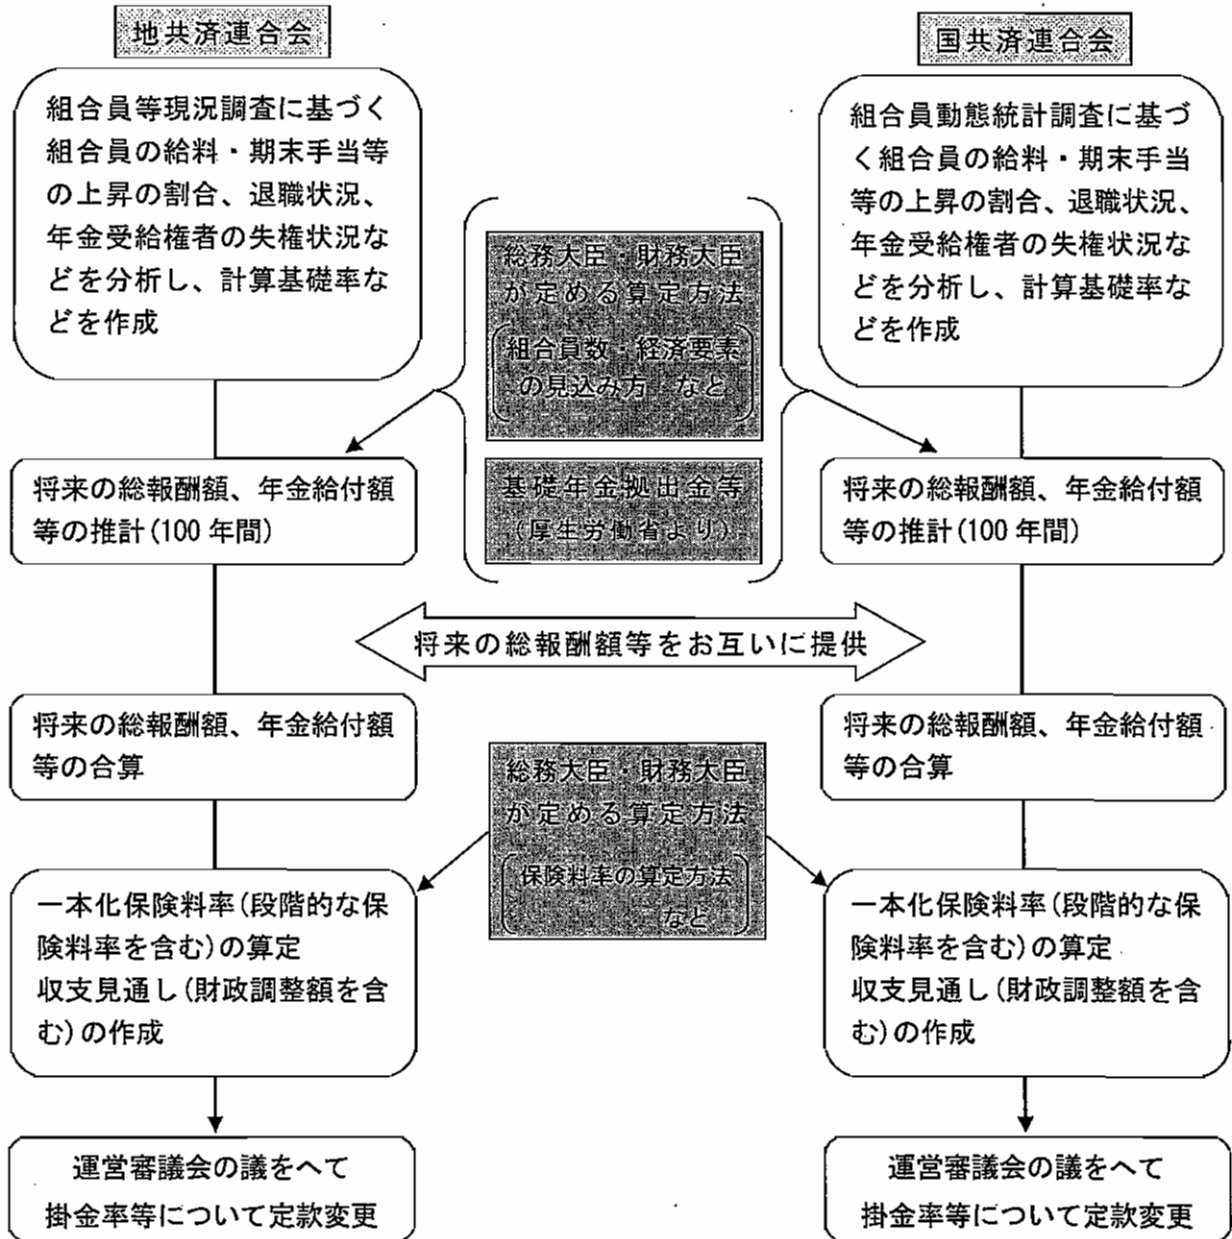 地共済連合会
組合員等現況調査に基づく
組合員の給料・期末手当等
の上昇の割合、退職状況、
年金受給権者の失権状況な
どを分析し、計算基礎率な
どを作成
国共済連合会
組合員動態統計調査に基づ
く組合員の給料・期末手当
等の上昇の割合、退職状況、
年金受給権者の失権状況な
どを分析し、計算基礎率な
どを作成
総務大臣・財務大臣
が定める算定方法
組合員数・経済要素
の見込み方 など
基礎年金拠出金等
(厚生労働省より)
将来の総報酬額、年金給付額
等の推計(100年間)
将来の総報酬額、年金給付額
等の推計(100年間)
将来の総報酬額等をお互いに提供
将来の総報酬額、年金給付額
等の合算
将来の総報酬額、年金給付額
等の合算
総務大臣・財務大臣
が定める算定方法
保険料率の算定方法
など
一本化保険料率(段階的な保
険料率を含む)の算定
収支見通し(財政調整額を含
む)の作成
一本化保険料率(段階的な保
険料率を含む)の算定
収支見通し(財政調整額を含
む)の作成
運営審議会の議をへて
掛金率等について定款変更
運営審議会の議をへて
掛金率等について定款変更